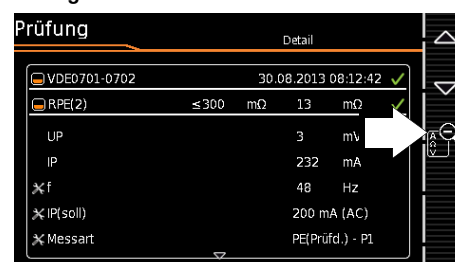 Prüfung
Detail
VDE0701-0702 30.08.2013 08:12:42
RPE(2) ≤300 mΩ 13 mΩ
UP 3
IP 232 mA
f 48 Hz
IP(soll) 200 mA (AC)
Messart PE(Prüfd.) - P1
A
Ω
V